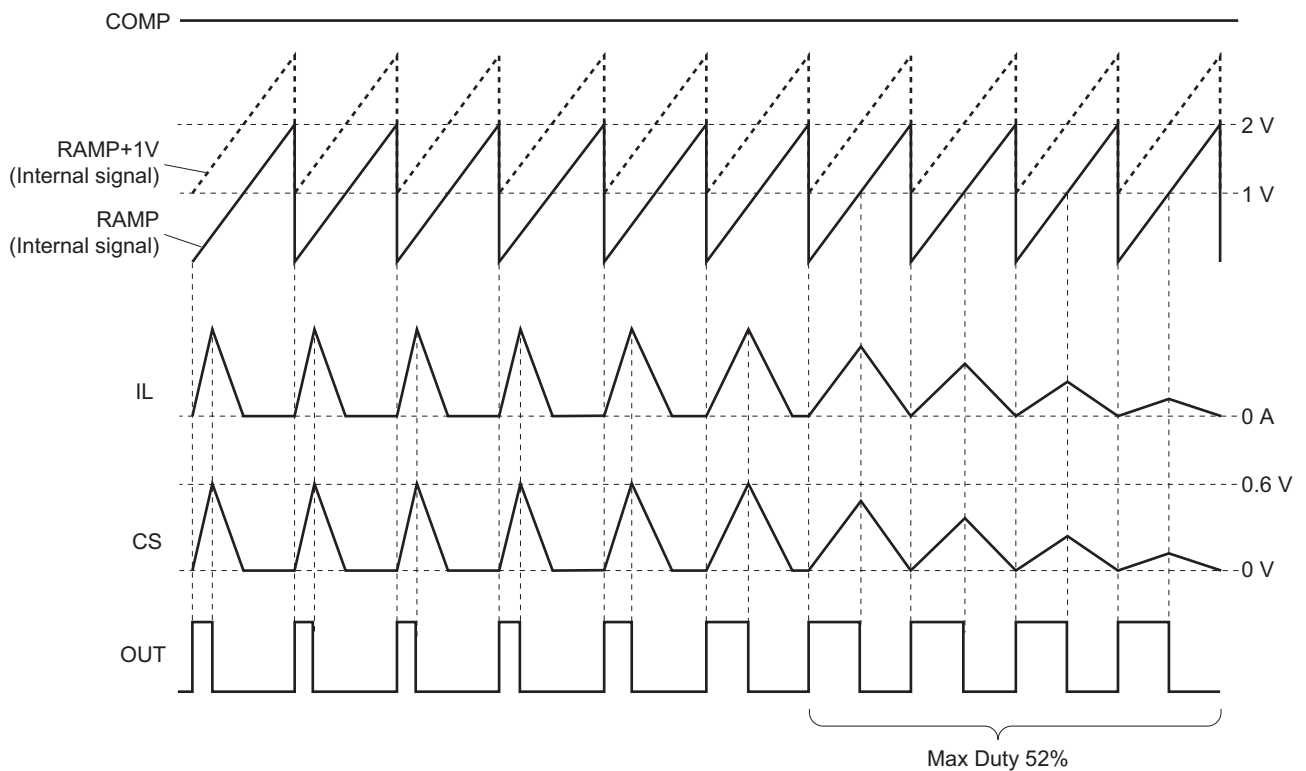 COMP
RAMP+1V
(Internal signal)
2 V
1 V
RAMP
(Internal signal)
IL
0 A
0.6 V
CS
0 V
OUT
Max Duty 52%